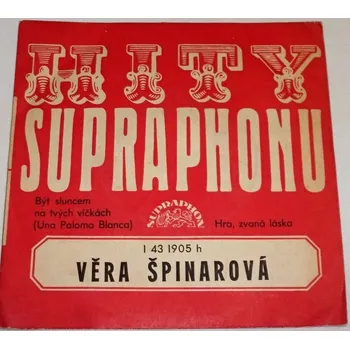 HITY
SUPRAPHONU
Být sluncem
na tvých víčkách
(Una Paloma Blanca)
SUPRAPHON
Hra, zvaná láska
1 43 1905 h
VĚRA ŠPINAROVÁ